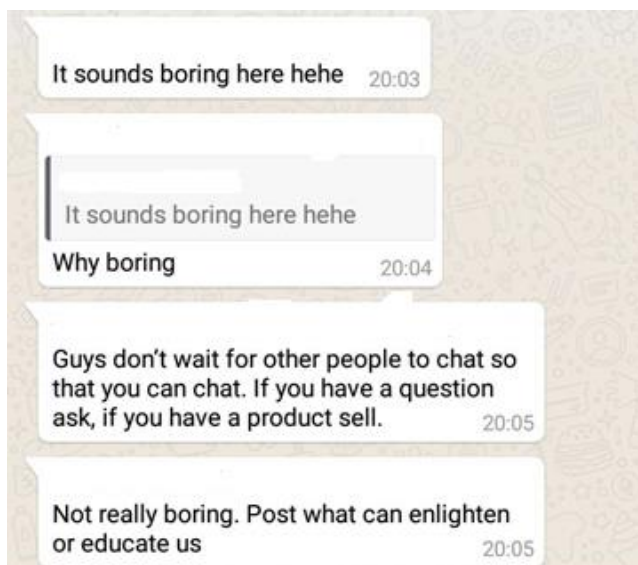 It sounds boring here hehe 20:03
It sounds boring here hehe
Why boring 20:04
Guys don't wait for other people to chat so
that you can chat. If you have a question
ask, if you have a product sell. 20:05
Not really boring. Post what can enlighten
or educate us 20:05